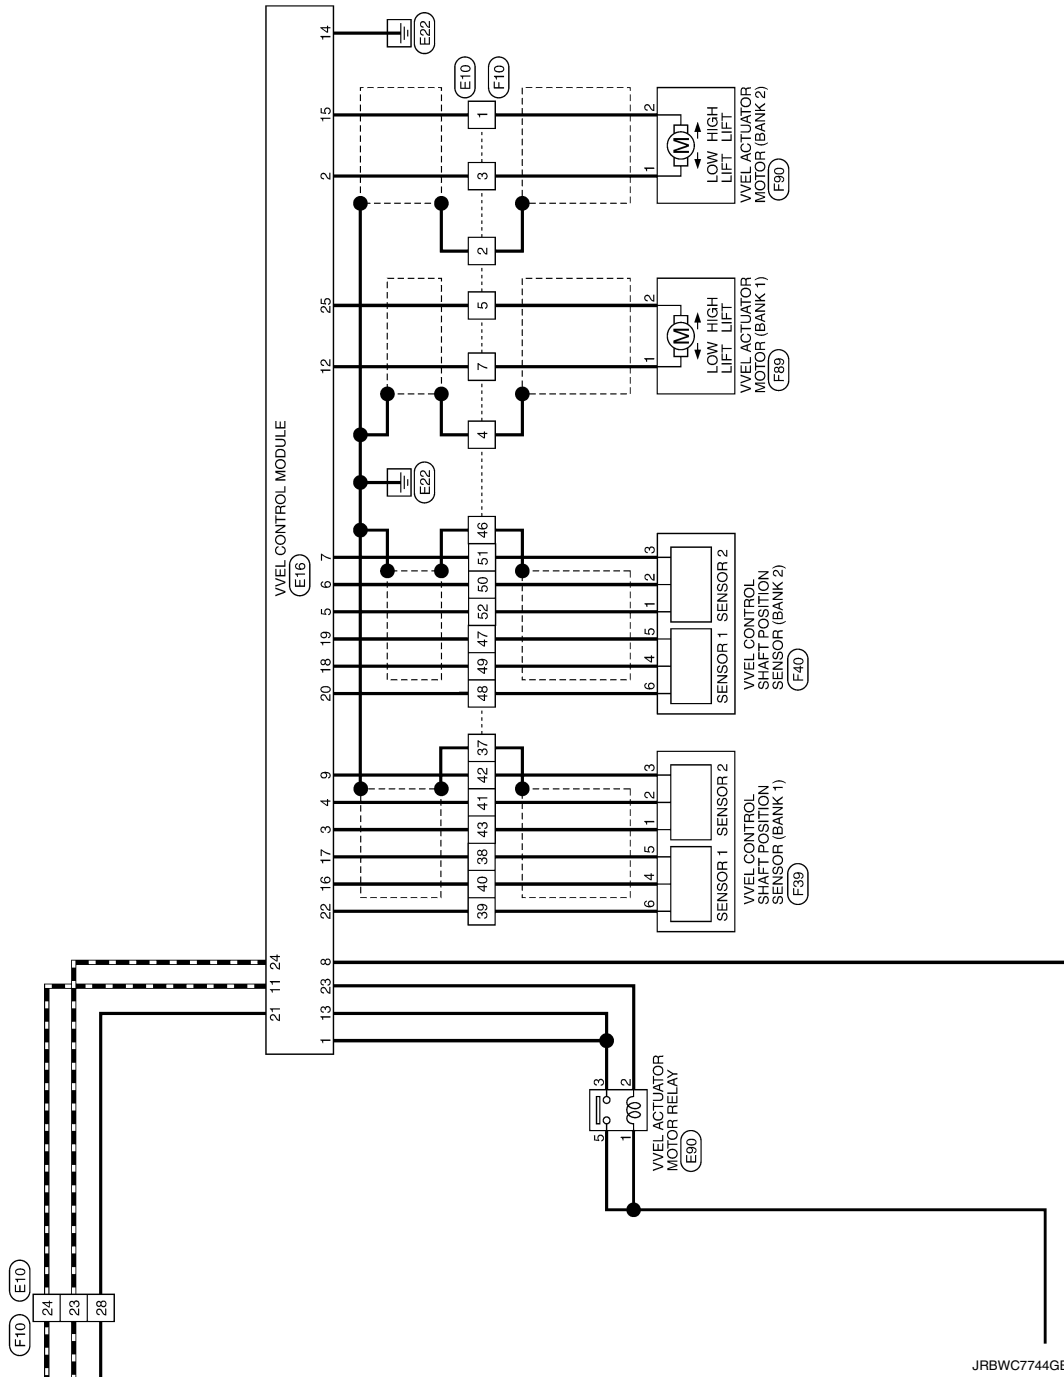 14
E22
E10
F10
15
1
2
2
3
1
HIGH LIFT
LOW LIFT
M
VVEL ACTUATOR
MOTOR (BANK 2)
F90
2
25
5
2
12
7
1
HIGH LIFT
LOW LIFT
M
VVEL ACTUATOR
MOTOR (BANK 1)
F89
4
VVEL CONTROL MODULE
E16
E22
46
7
51
3
6
50
2
5
52
1
19
47
5
18
49
4
20
48
6
SENSOR 1
SENSOR 2
VVEL CONTROL
SHAFT POSITION
SENSOR (BANK 2)
F40
37
9
42
3
4
41
2
3
43
1
17
38
5
16
40
4
22
39
6
SENSOR 1
SENSOR 2
VVEL CONTROL
SHAFT POSITION
SENSOR (BANK 1)
F39
24
8
11
23
21
13
1
3
2
5
1
VVEL ACTUATOR
MOTOR RELAY
E90
E10
F10
24
23
28
JRBWC7744GE